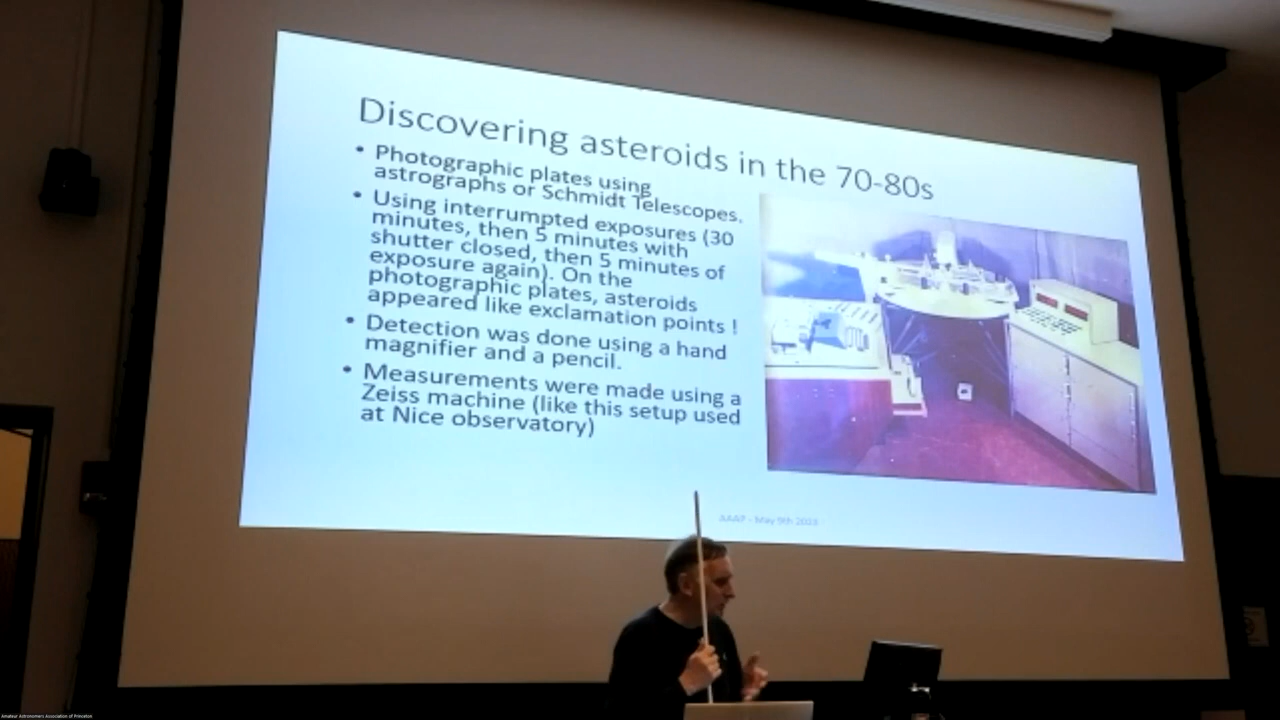 Discovering asteroids in the 70-80s
• Photographic plates using
astrographs or Schmidt Telescopes.
• Using interrupted exposures (30
minutes, then 5 minutes with
shutter closed, then 5 minutes of
exposure again). On the
photographic plates, asteroids
appeared like exclamation points !
• Detection was done using a hand
magnifier and a pencil.
• Measurements were made using a
Zeiss machine (like this setup used
at Nice observatory)
AAAP - May 9th 2023
Amateur Astronomers Association of Princeton